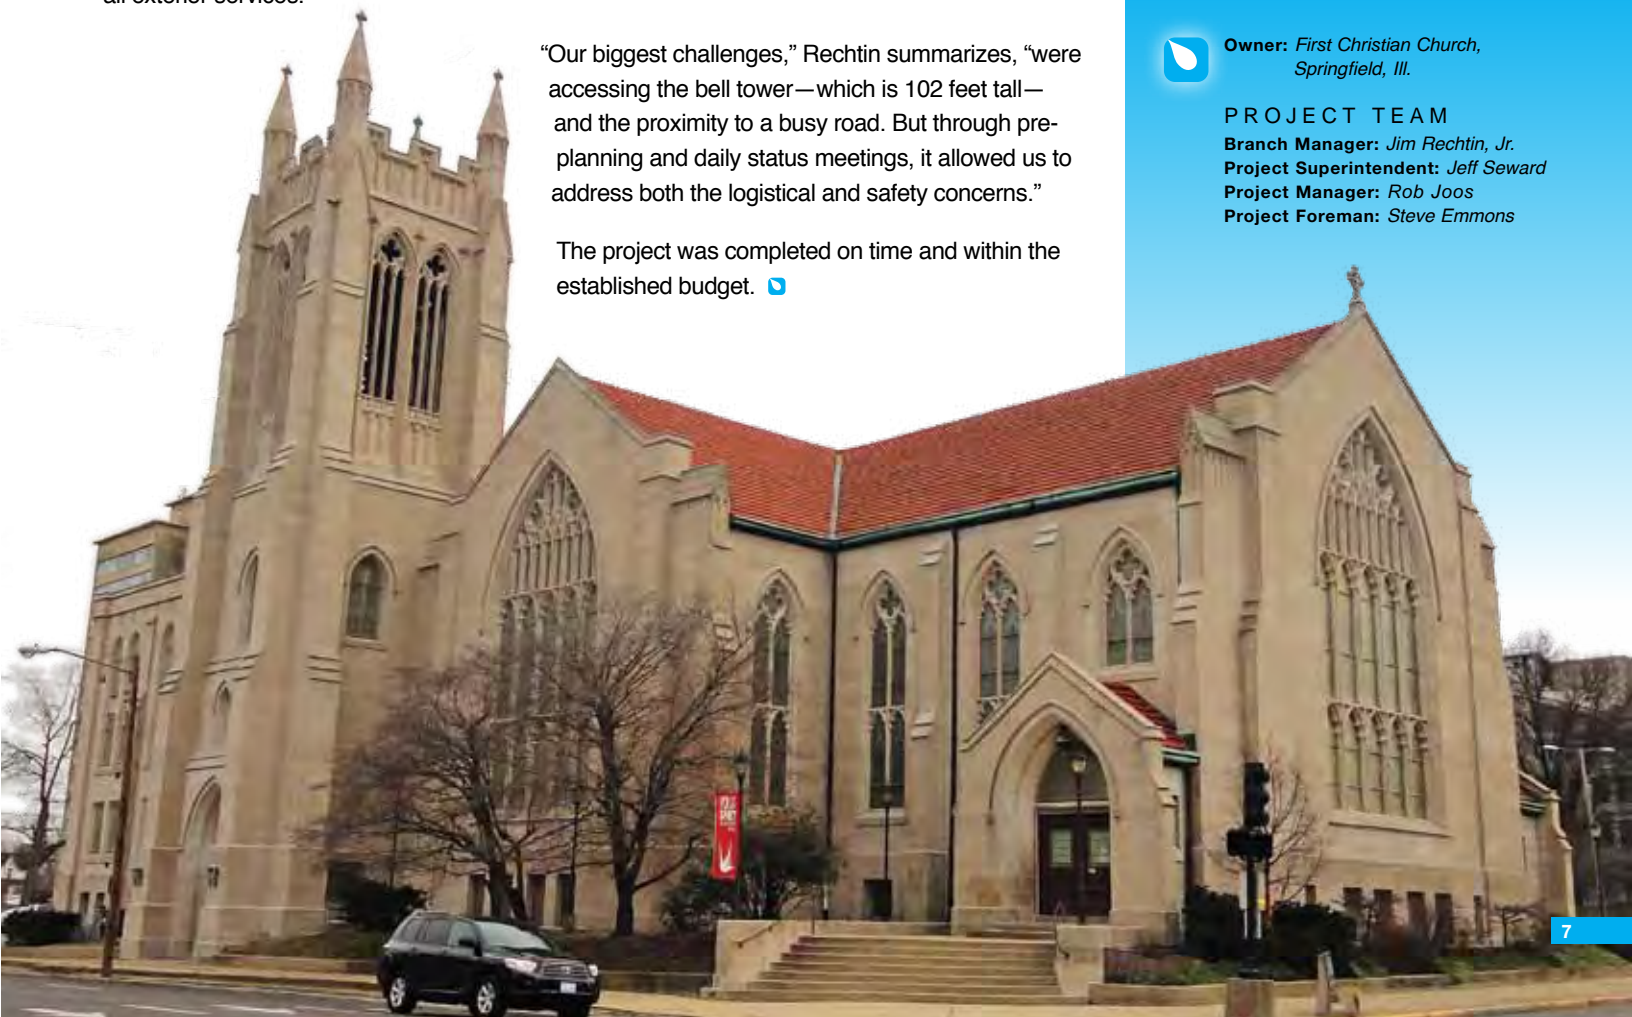 all exterior services.
“Our biggest challenges,” Rechtin summarizes, “were
accessing the bell tower—which is 102 feet tall—
and the proximity to a busy road. But through pre-
planning and daily status meetings, it allowed us to
address both the logistical and safety concerns.”
The project was completed on time and within the
established budget.
Owner: First Christian Church,
Springfield, Ill.
PROJECT TEAM
Branch Manager: Jim Rechtin, Jr.
Project Superintendent: Jeff Seward
Project Manager: Rob Joos
Project Foreman: Steve Emmons
7